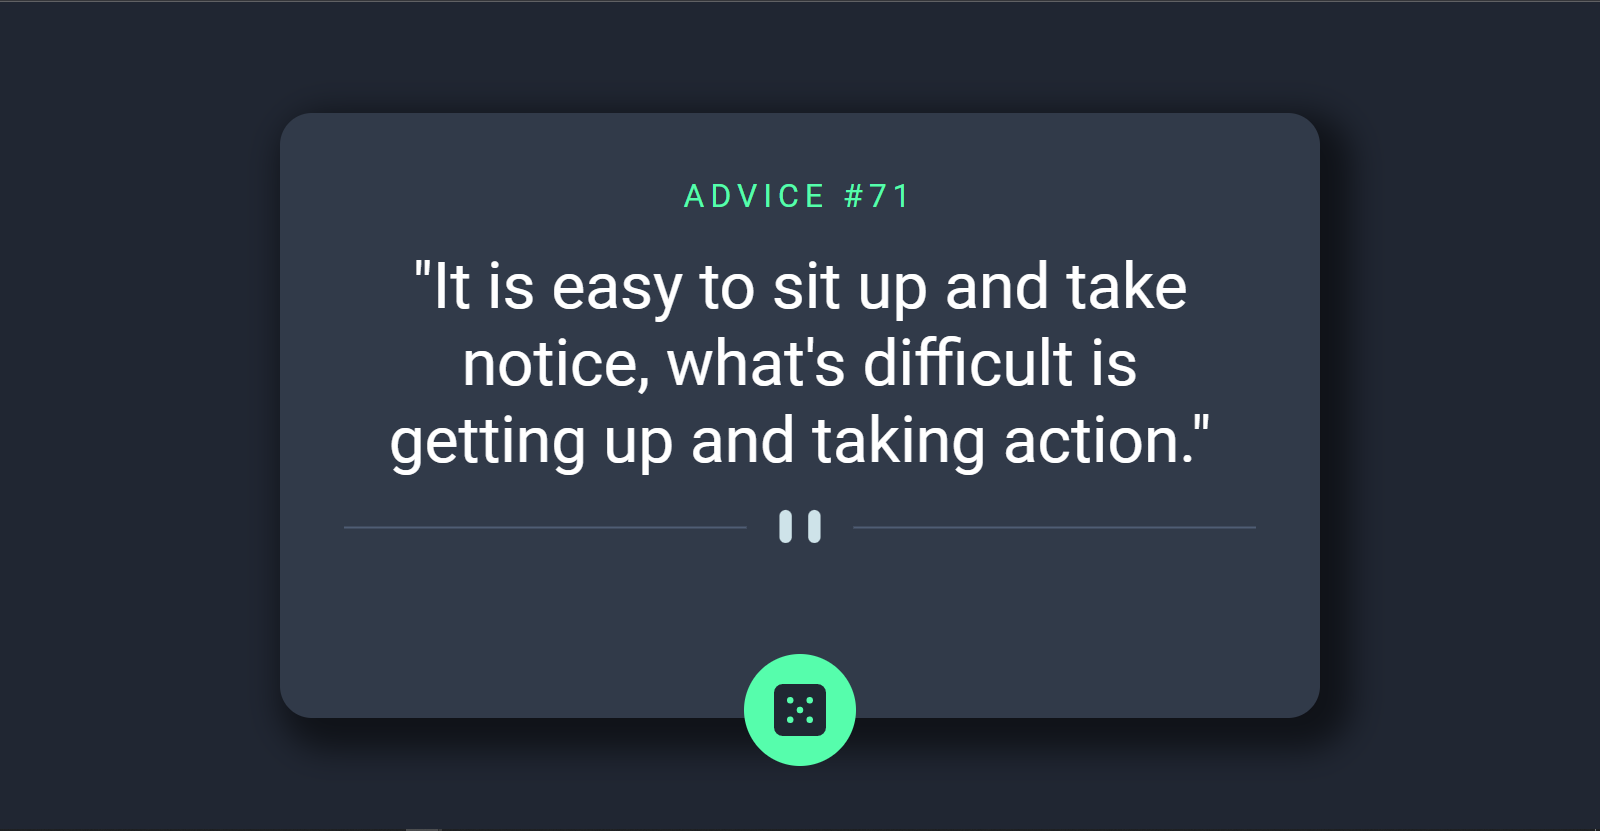 ADVICE #71
"It is easy to sit up and take
notice, what's difficult is
getting up and taking action."